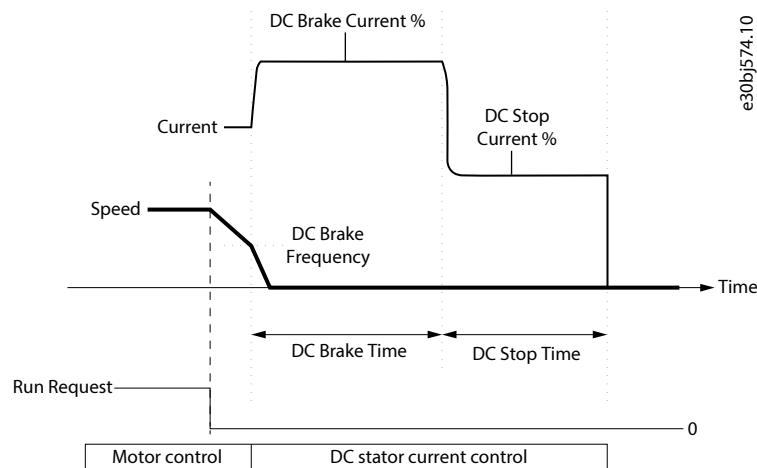 DC Brake Current %
e30bj574.10
Current
DC Stop
Current %
Speed
DC Brake
Frequency
Time
DC Brake Time
DC Stop Time
Run Request
0
Motor control
DC stator current control